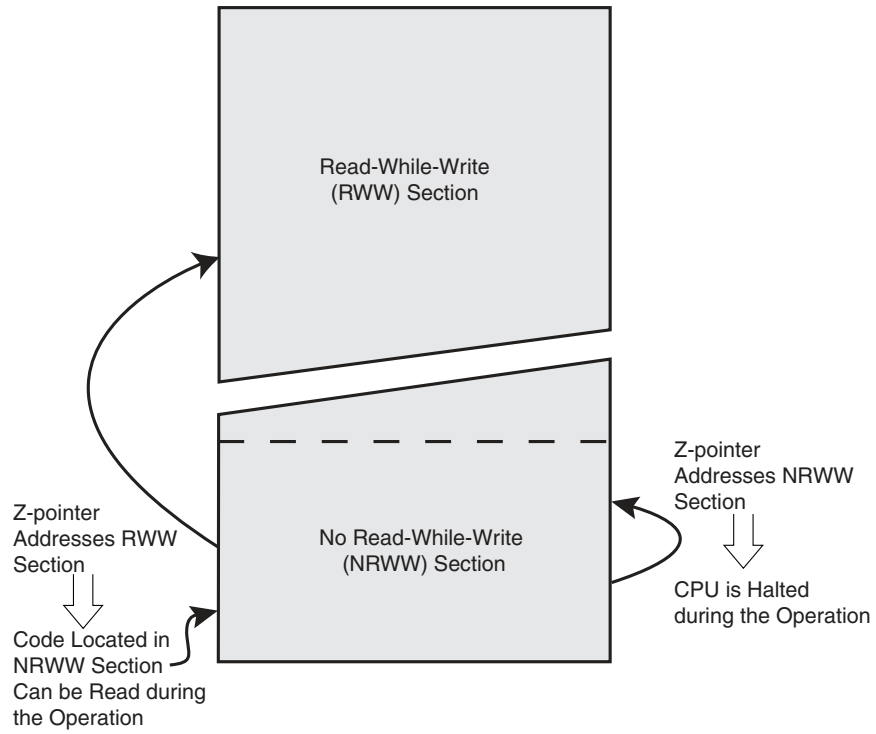 Read-While-Write
(RWW) Section
Z-pointer
Addresses NRWW
Section
Z-pointer
Addresses RWW
Section
No Read-While-Write
(NRWW) Section
CPU is Halted
during the Operation
Code Located in
NRWW Section
Can be Read during
the Operation